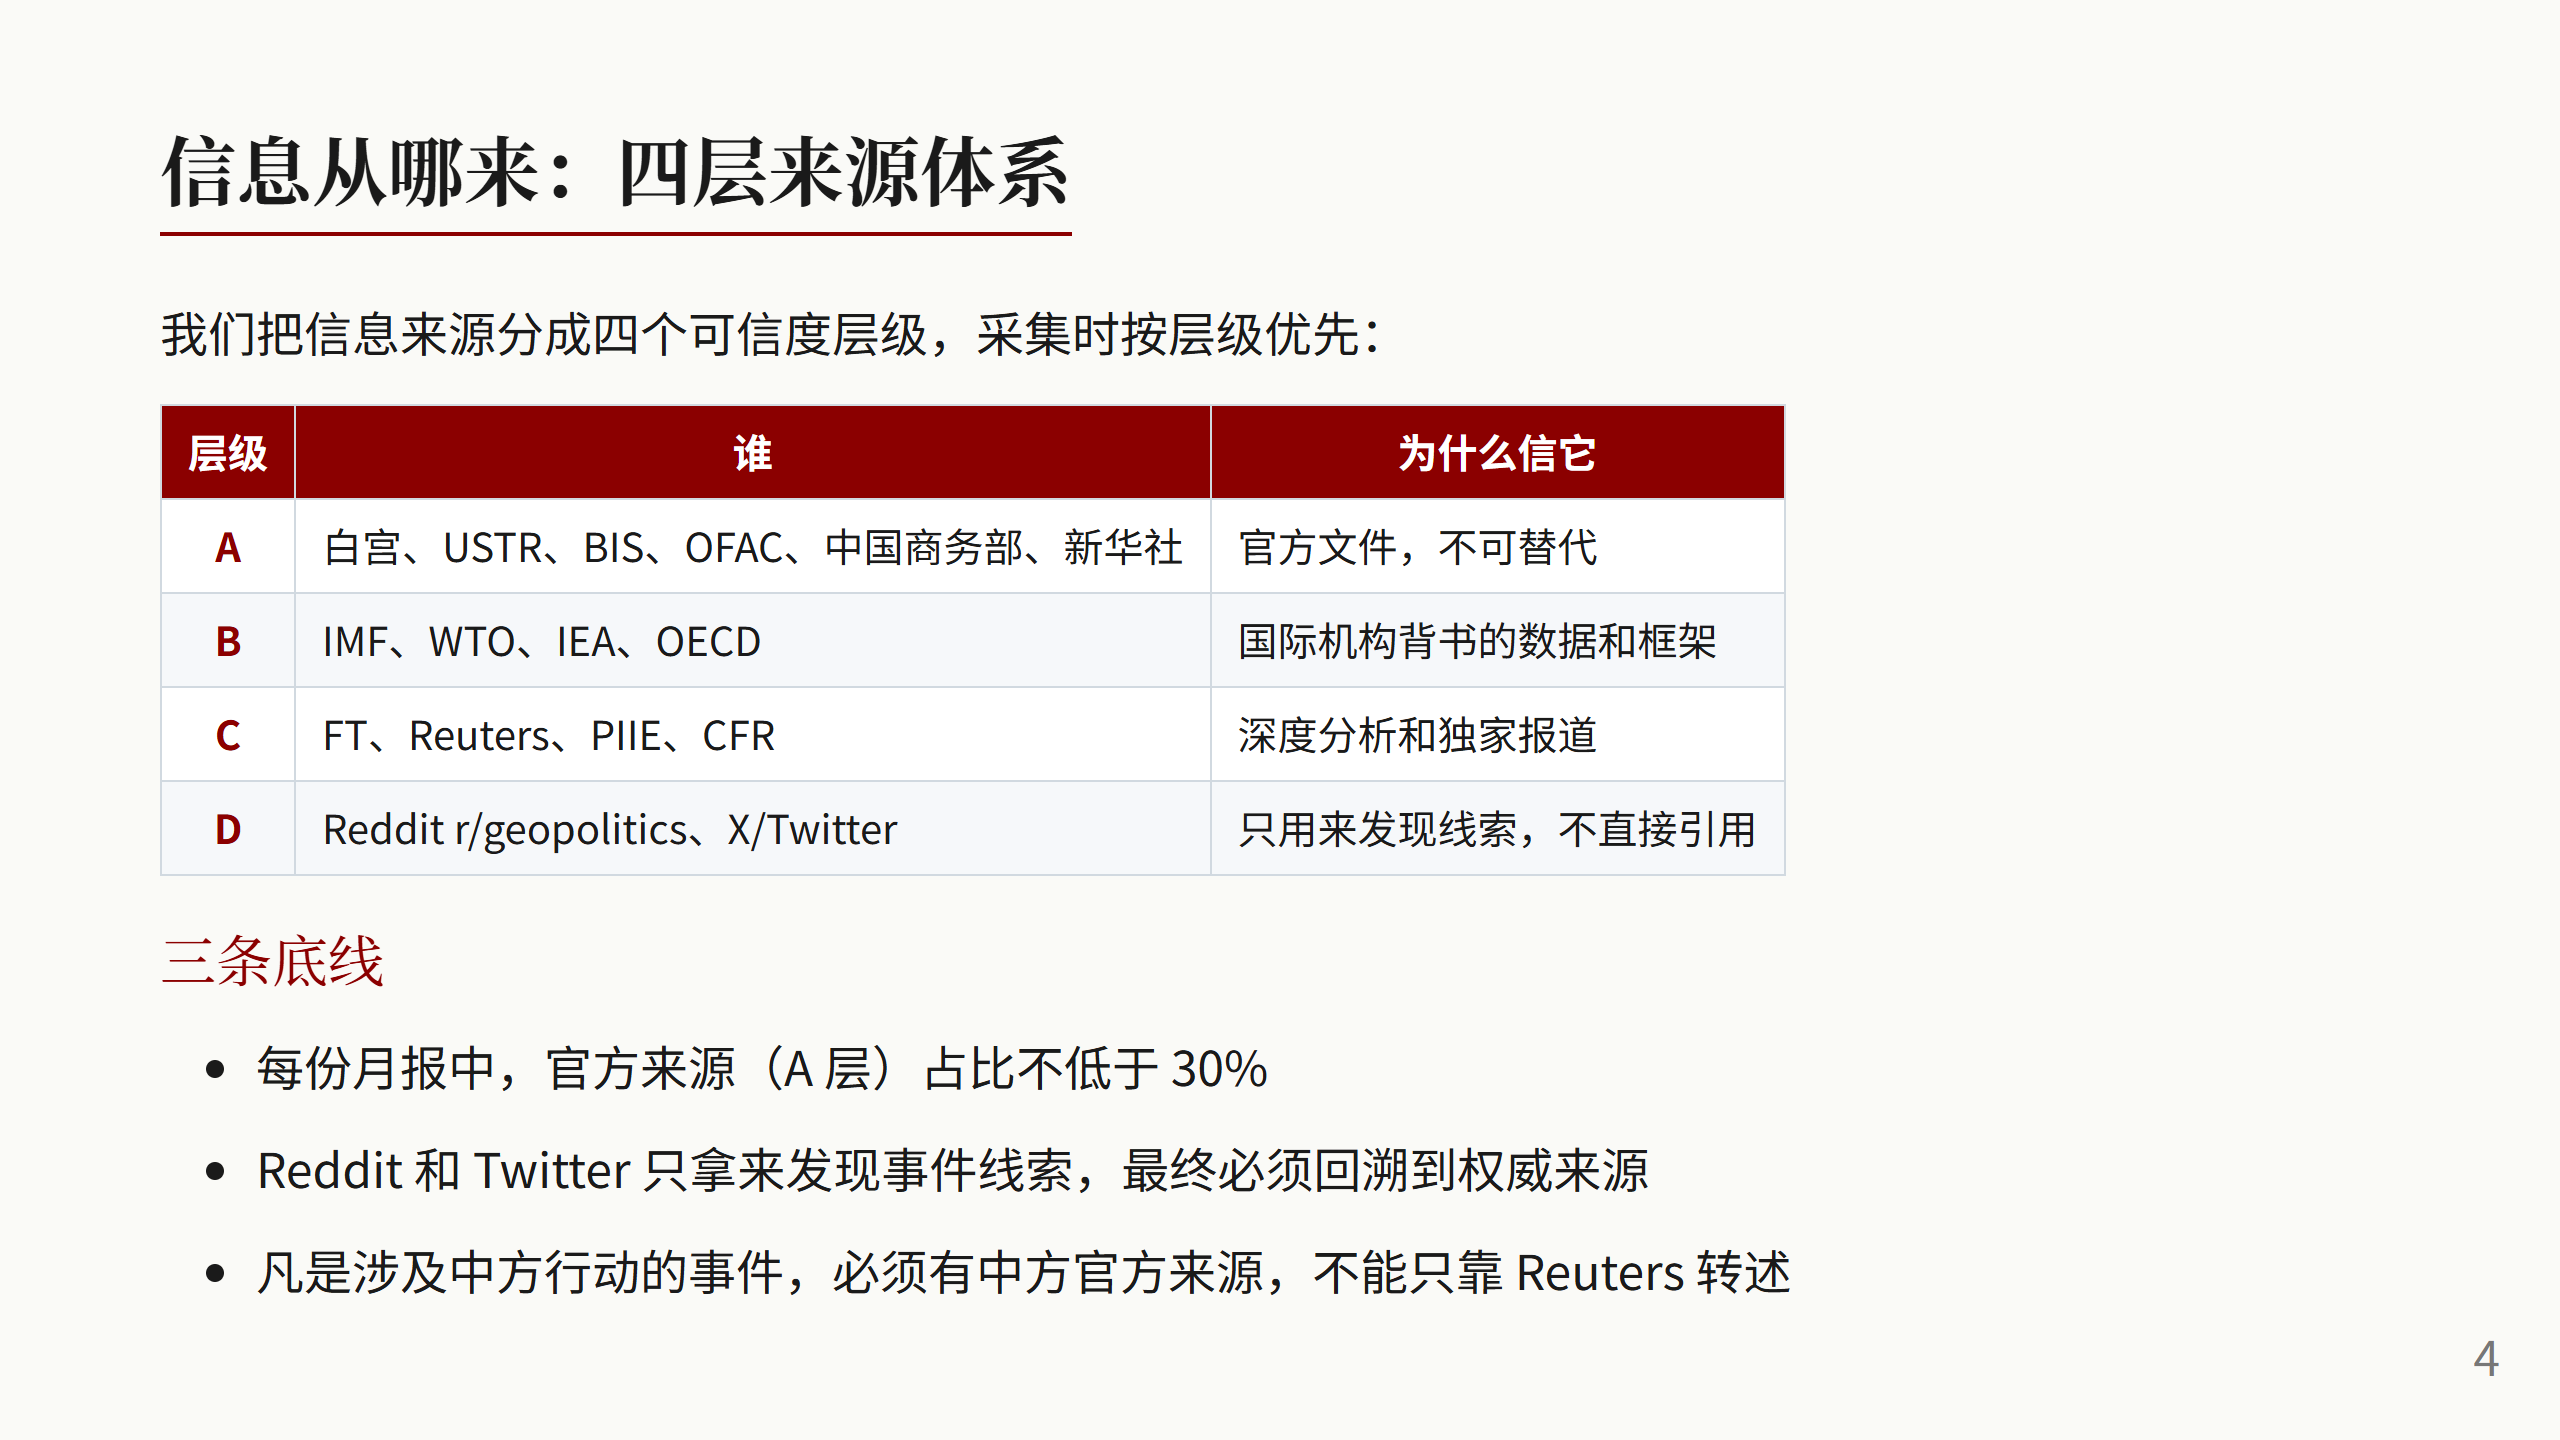 信息从哪来：四层来源体系
我们把信息来源分成四个可信度层级，采集时按层级优先：
层级 谁 为什么信它
A 白宫、USTR、BIS、OFAC、中国商务部、新华社 官方文件，不可替代
B IMF、WTO、IEA、OECD 国际机构背书的数据和框架
C FT、Reuters、PIIE、CFR 深度分析和独家报道
D Reddit r/geopolitics、X/Twitter 只用来发现线索，不直接引用
三条底线
• 每份月报中，官方来源（A 层）占比不低于 30%
• Reddit 和 Twitter 只拿来发现事件线索，最终必须回溯到权威来源
• 凡是涉及中方行动的事件，必须有中方官方来源，不能只靠 Reuters 转述
4